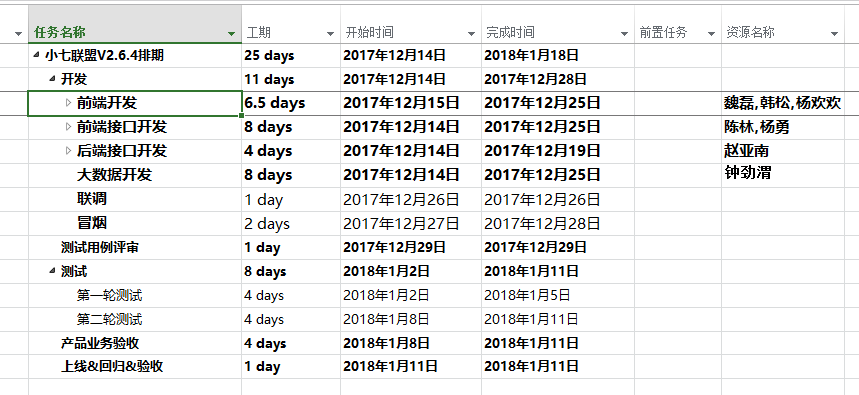 任务名称 工期 开始时间 完成时间 前置任务 资源名称
小七联盟V2.6.4排期 25 days 2017年12月14日 2018年1月18日
开发 11 days 2017年12月14日 2017年12月28日
前端开发 6.5 days 2017年12月15日 2017年12月25日 魏磊,韩松,杨欢欢
前端接口开发 8 days 2017年12月14日 2017年12月25日 陈林,杨勇
后端接口开发 4 days 2017年12月14日 2017年12月19日 赵亚南
大数据开发 8 days 2017年12月14日 2017年12月25日 钟劲渭
联调 1 day 2017年12月26日 2017年12月26日
冒烟 2 days 2017年12月27日 2017年12月28日
测试用例评审 1 day 2017年12月29日 2017年12月29日
测试 8 days 2018年1月2日 2018年1月11日
第一轮测试 4 days 2018年1月2日 2018年1月5日
第二轮测试 4 days 2018年1月8日 2018年1月11日
产品业务验收 4 days 2018年1月8日 2018年1月11日
上线&回归&验收 1 day 2018年1月11日 2018年1月11日